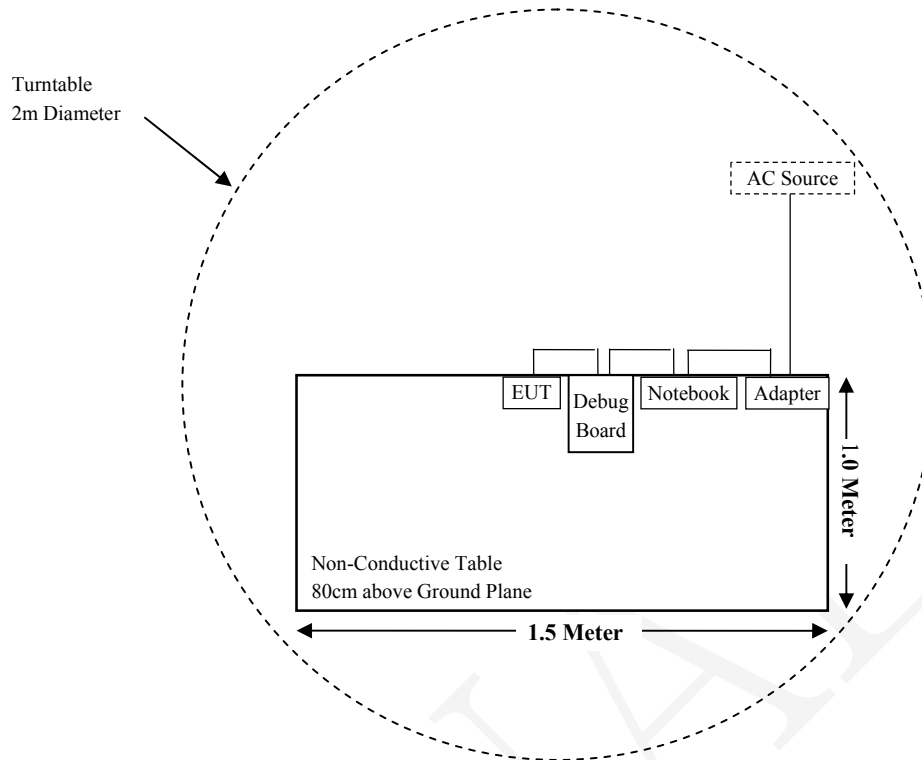 Turntable
2m Diameter
AC Source
EUT
Debug
Board
Notebook
Adapter
1.0 Meter
Non-Conductive Table
80cm above Ground Plane
1.5 Meter